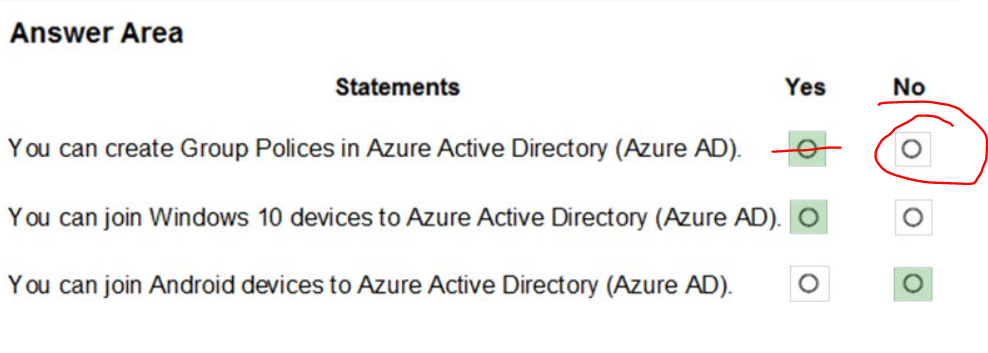 Answer Area
Statements Yes No
You can create Group Polices in Azure Active Directory (Azure AD).
You can join Windows 10 devices to Azure Active Directory (Azure AD).
You can join Android devices to Azure Active Directory (Azure AD).